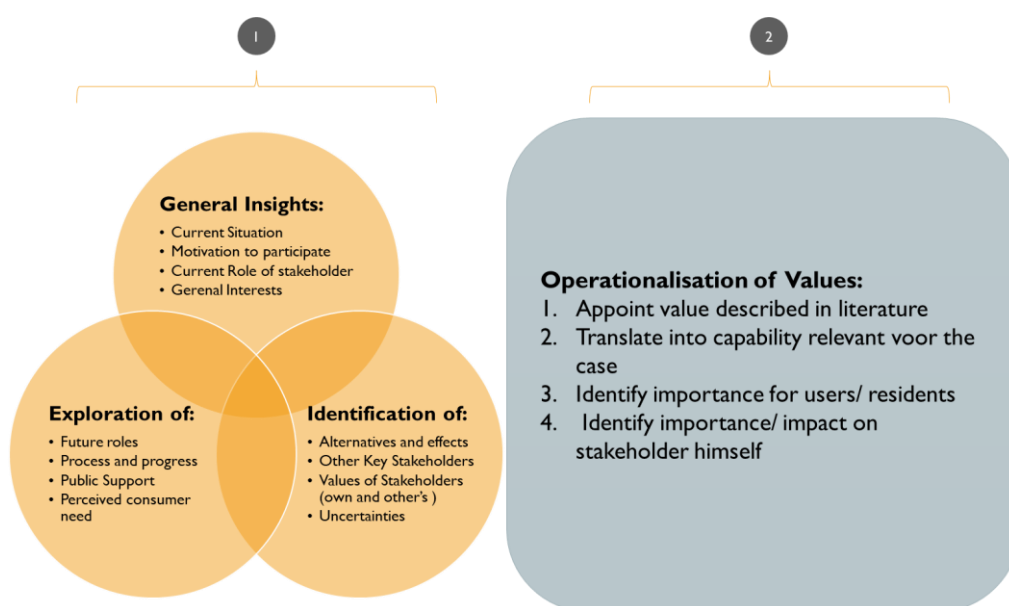 1
2
General Insights:
• Current Situation
• Motivation to participate
• Current Role of stakeholder
• Gerenal Interests
Exploration of:
• Future roles
• Process and progress
• Public Support
• Perceived consumer
need
Identification of:
• Alternatives and effects
• Other Key Stakeholders
• Values of Stakeholders
(own and other's )
• Uncertainties
Operationalisation of Values:
1. Appoint value described in literature
2. Translate into capability relevant voor the
case
3. Identify importance for users/ residents
4. Identify importance/ impact on
stakeholder himself